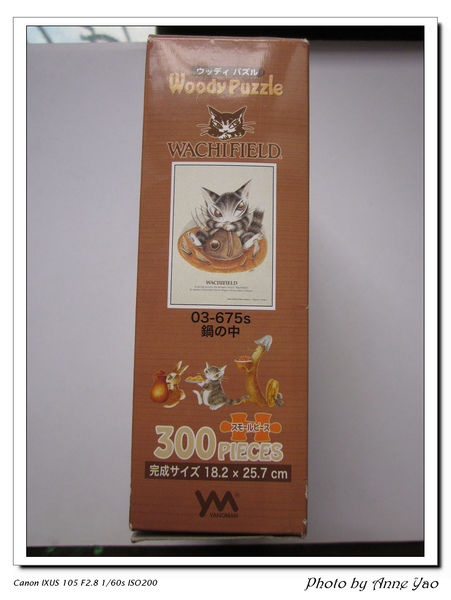 ウッディ パズル
Woody Puzzle
WACHIFIELD
WACHIFIELD
03-675s
鍋の中
スモールピース
300 PIECES
完成サイズ 18.2 × 25.7 cm
YM®
YANOMAN
Canon IXUS 105 F2.8 1/60s ISO200
Photo by Anne Yao